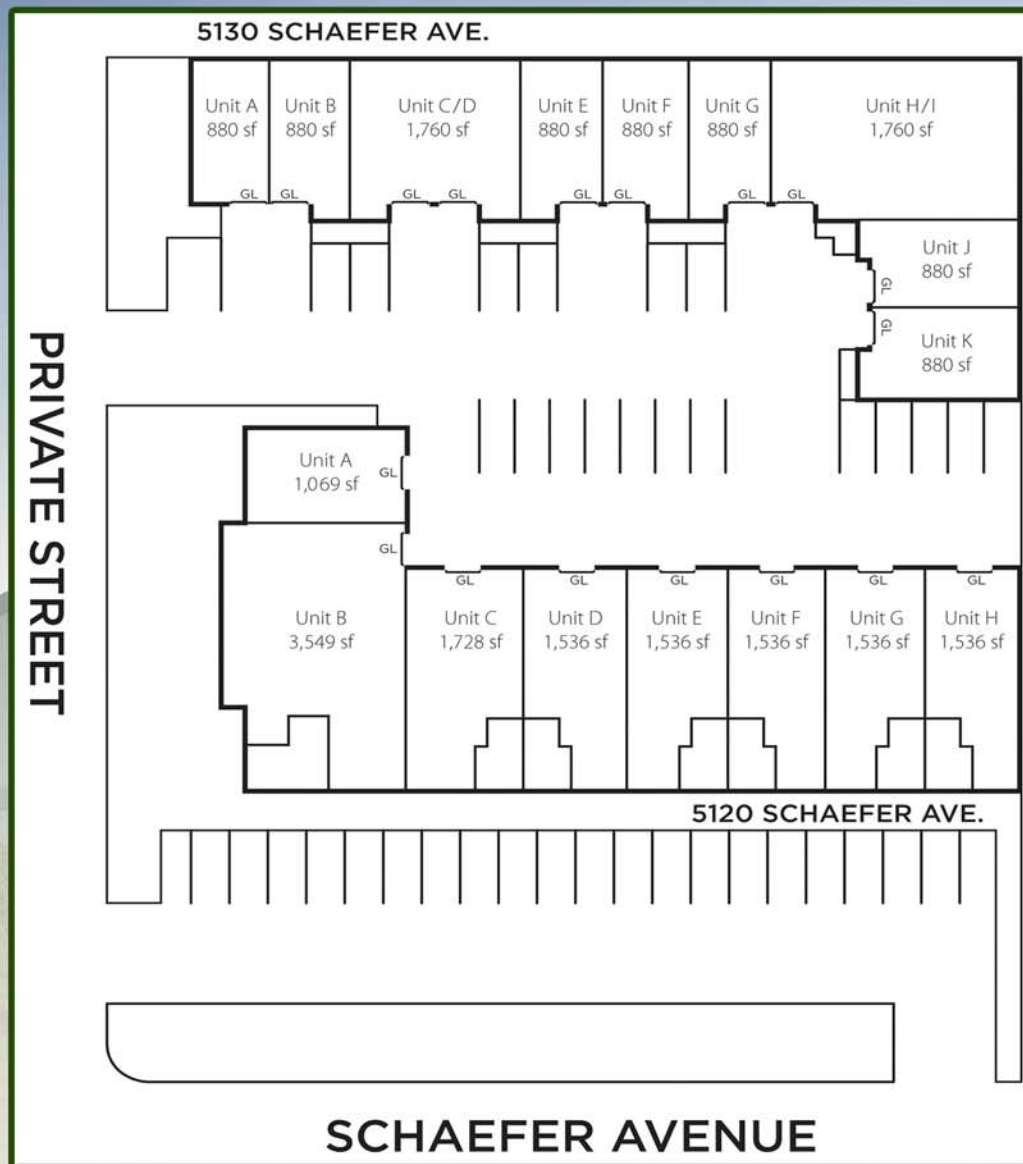 5130 SCHAEFER AVE.
Unit A
880 sf
Unit B
880 sf
Unit C/D
1,760 sf
Unit E
880 sf
Unit F
880 sf
Unit G
880 sf
Unit H/I
1,760 sf
GL
GL
GL
GL
GL
GL
GL
GL
Unit J
880 sf
GL
GL
Unit K
880 sf
PRIVATE STREET
Unit A
1,069 sf
GL
GL
GL
GL
GL
GL
GL
GL
Unit B
3,549 sf
Unit C
1,728 sf
Unit D
1,536 sf
Unit E
1,536 sf
Unit F
1,536 sf
Unit G
1,536 sf
Unit H
1,536 sf
5120 SCHAEFER AVE.
SCHAEFER AVENUE